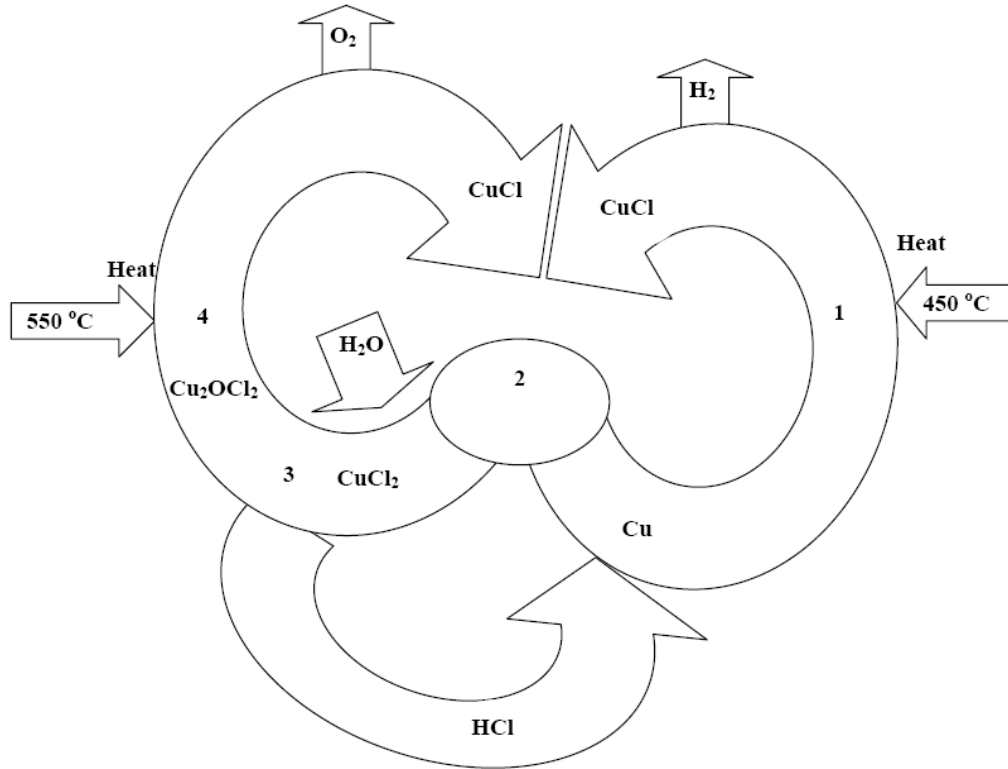 O₂
H₂
CuCl
CuCl
Heat
Heat
550 °C
4
1
450 °C
H₂O
2
Cu₂OCl₂
3
CuCl₂
Cu
HCl